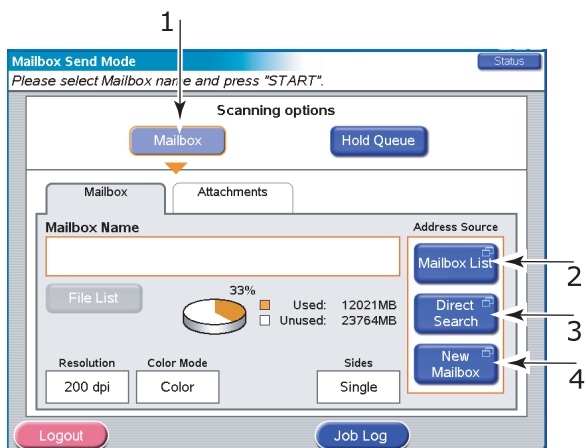 1
Mailbox Send Mode
Status
Please select Mailbox name and press "START".
Scanning options
Mailbox
Hold Queue
Mailbox
Attachments
Mailbox Name
Address Source
Mailbox List
2
File List
33%
Used: 12021MB
Unused: 23764MB
Direct
Search
3
New
Mailbox
4
Resolution
Color Mode
Sides
200 dpi
Color
Single
Logout
Job Log